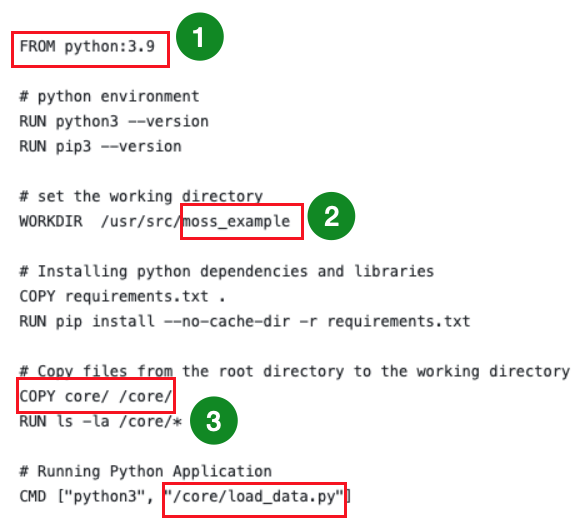 FROM python:3.9
1
# python environment
RUN python3 --version
RUN pip3 --version
# set the working directory
WORKDIR  /usr/src/moss_example
2
# Installing python dependencies and libraries
COPY requirements.txt .
RUN pip install --no-cache-dir -r requirements.txt
# Copy files from the root directory to the working directory
COPY core/ /core/
RUN ls -la /core/*
3
# Running Python Application
CMD ["python3", "/core/load_data.py"]